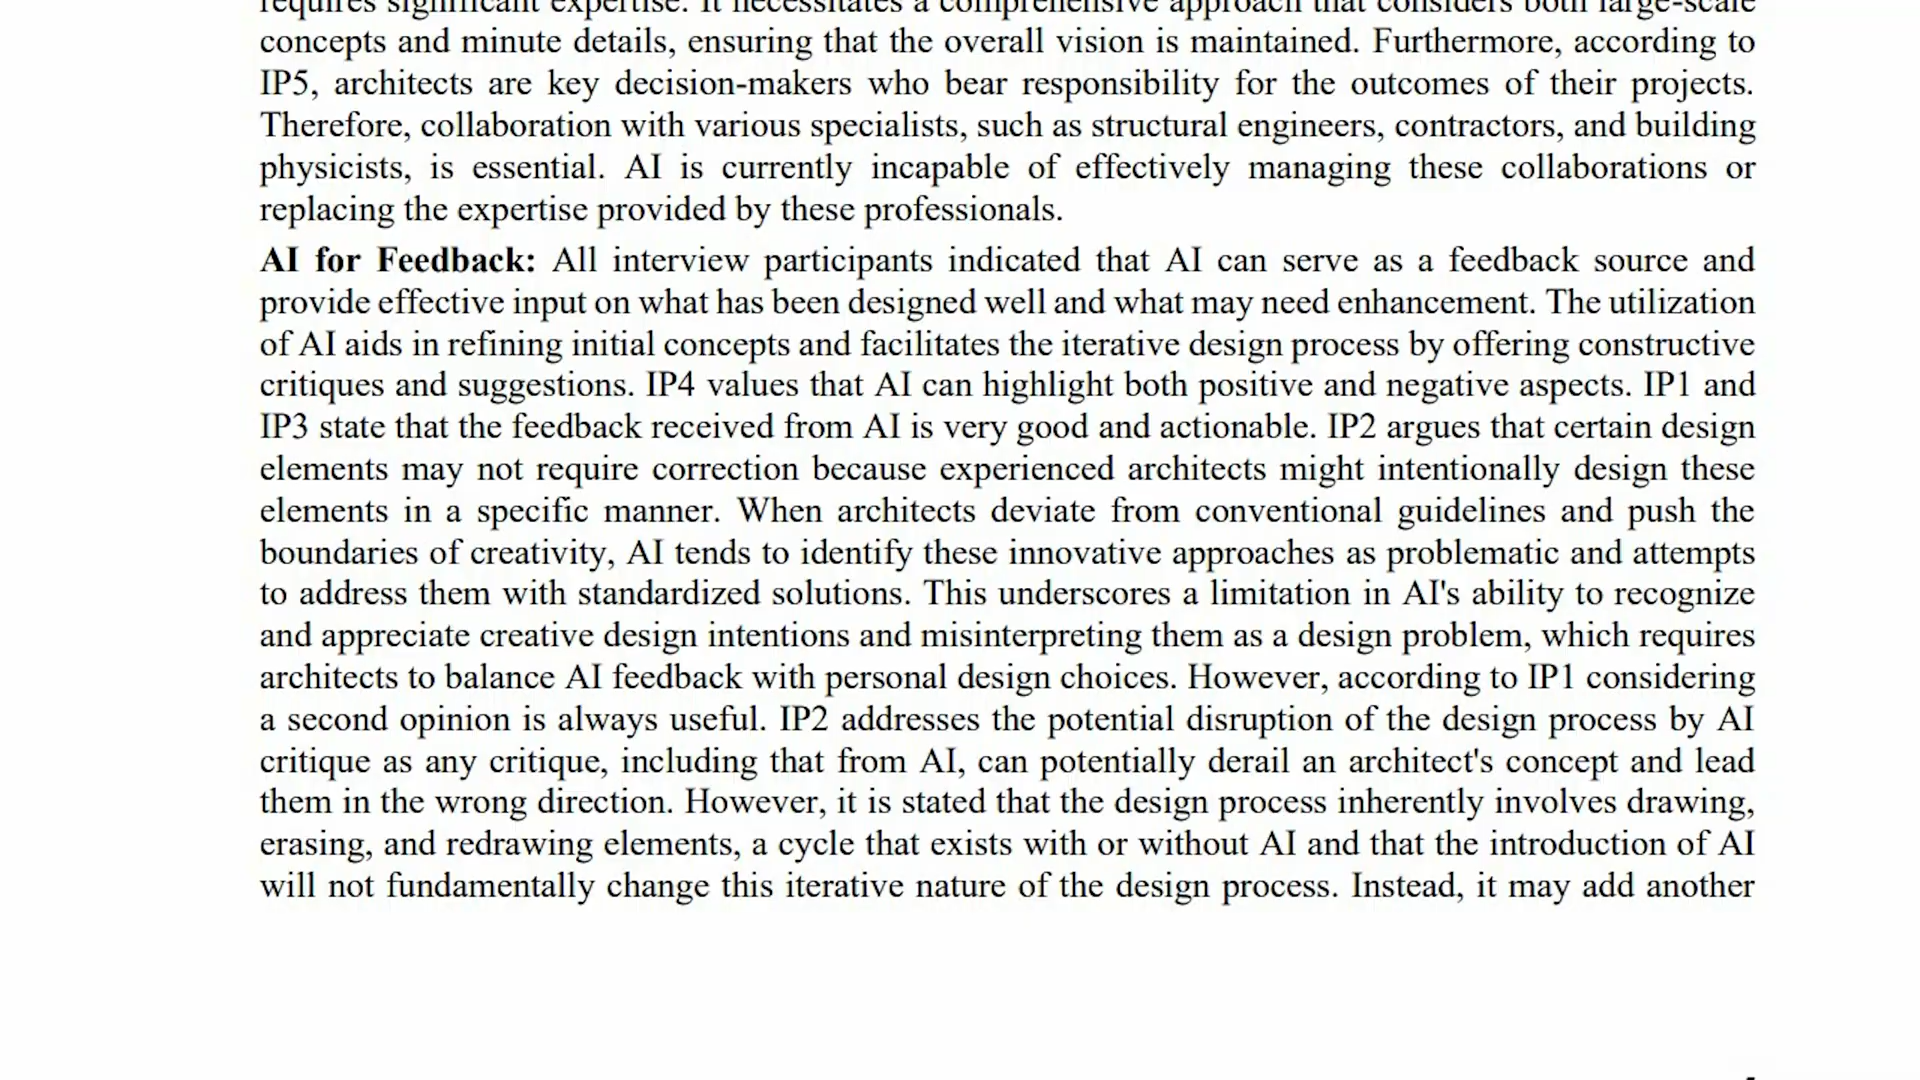 requires significant expertise. It necessitates a comprehensive approach that considers both large-scale
concepts and minute details, ensuring that the overall vision is maintained. Furthermore, according to
IP5, architects are key decision-makers who bear responsibility for the outcomes of their projects.
Therefore, collaboration with various specialists, such as structural engineers, contractors, and building
physicists, is essential. AI is currently incapable of effectively managing these collaborations or
replacing the expertise provided by these professionals.
AI for Feedback: All interview participants indicated that AI can serve as a feedback source and
provide effective input on what has been designed well and what may need enhancement. The utilization
of AI aids in refining initial concepts and facilitates the iterative design process by offering constructive
critiques and suggestions. IP4 values that AI can highlight both positive and negative aspects. IP1 and
IP3 state that the feedback received from AI is very good and actionable. IP2 argues that certain design
elements may not require correction because experienced architects might intentionally design these
elements in a specific manner. When architects deviate from conventional guidelines and push the
boundaries of creativity, AI tends to identify these innovative approaches as problematic and attempts
to address them with standardized solutions. This underscores a limitation in AI's ability to recognize
and appreciate creative design intentions and misinterpreting them as a design problem, which requires
architects to balance AI feedback with personal design choices. However, according to IP1 considering
a second opinion is always useful. IP2 addresses the potential disruption of the design process by AI
critique as any critique, including that from AI, can potentially derail an architect's concept and lead
them in the wrong direction. However, it is stated that the design process inherently involves drawing,
erasing, and redrawing elements, a cycle that exists with or without AI and that the introduction of AI
will not fundamentally change this iterative nature of the design process. Instead, it may add another